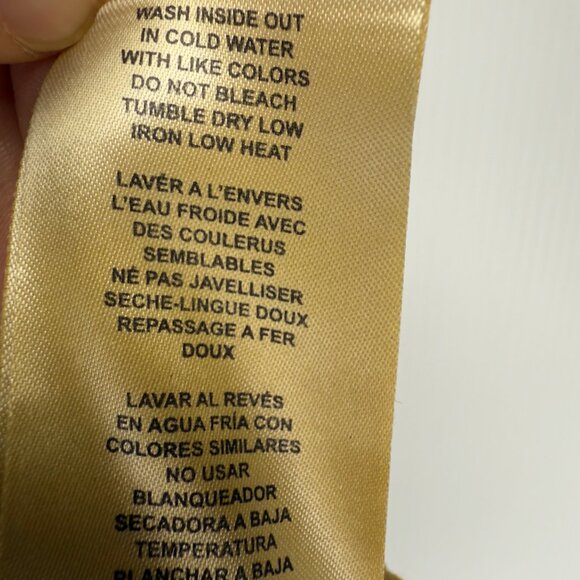 WASH INSIDE OUT
IN COLD WATER
WITH LIKE COLORS
DO NOT BLEACH
TUMBLE DRY LOW
IRON LOW HEAT
LAVÉR A L'ENVERS
L'EAU FROIDE AVEC
DES COULERUS
SEMBLABLES
NÉ PAS JAVELLISER
SECHE-LINGUE DOUX
REPASSAGE A FER
DOUX
LAVAR AL REVÉS
EN AGUA FRÍA CON
COLORES SIMILARES
NO USAR
BLANQUEADOR
SECADORA A BAJA
TEMPERATURA
PLANCHAR A BAJA